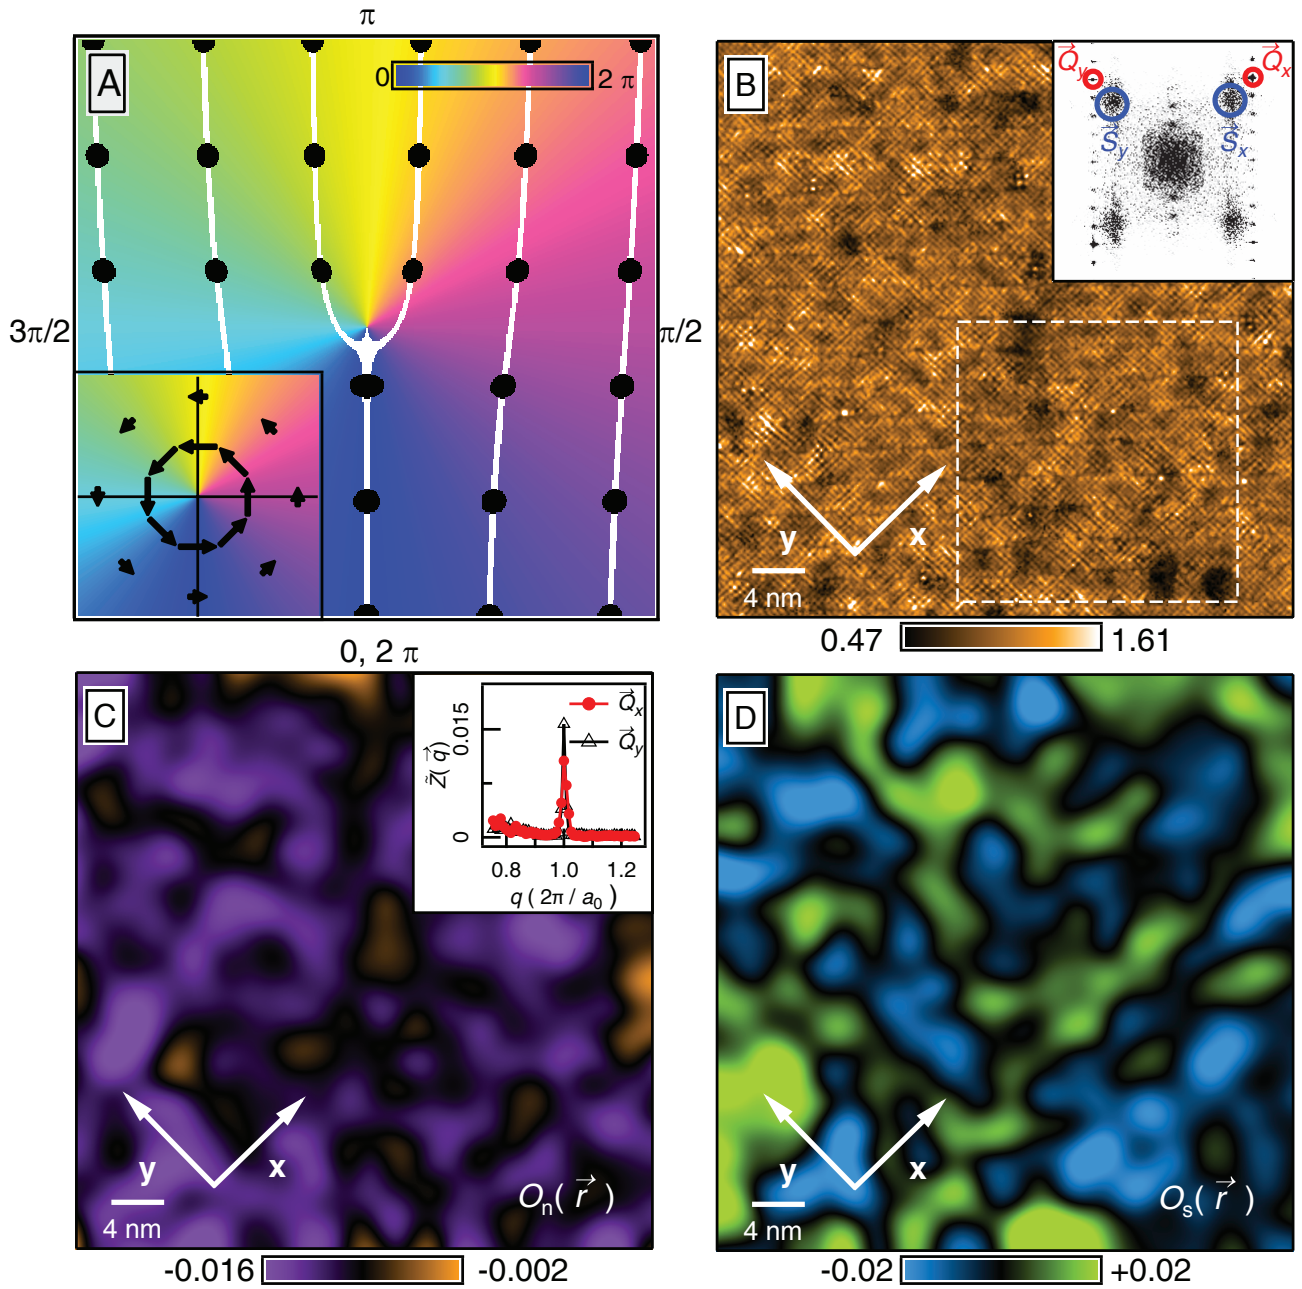 π
A
0 2 π
3π/2
π/2
0, 2 π
B
Q⃗y Q⃗x
S⃗y S⃗x
y x
4 nm
0.47 1.61
C
Q⃗x
Q⃗y
0.015
0
Z̃(q⃗)
0.8 1.0 1.2
q ( 2π / a0 )
y x
4 nm
On( r⃗ )
-0.016 -0.002
D
y x
4 nm
Os( r⃗ )
-0.02 +0.02